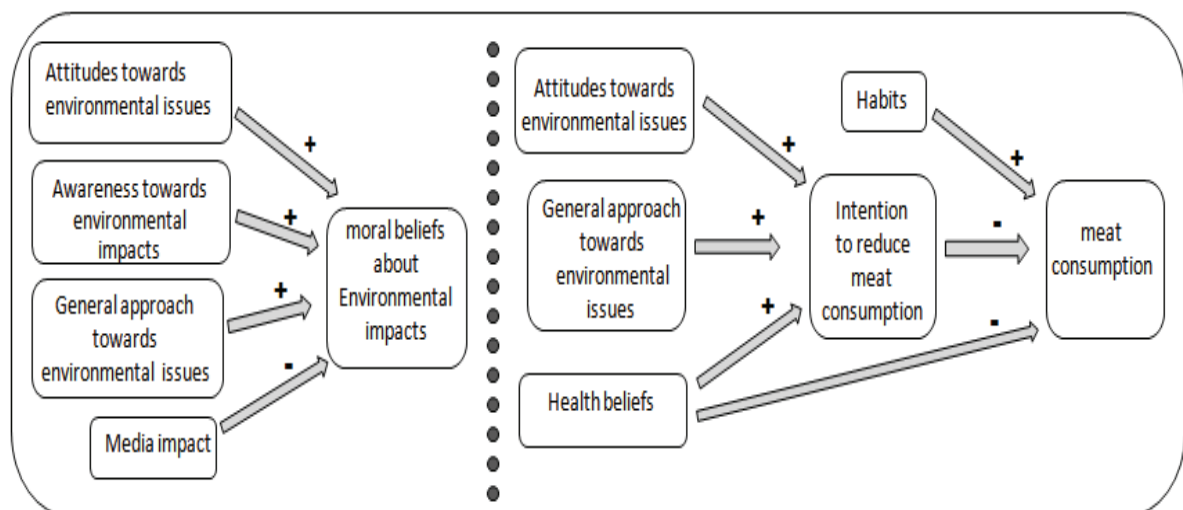 Attitudes towards
environmental issues
+
Awareness towards
environmental
impacts
+
General approach
towards
environmental issues
+
Media impact
-
moral beliefs
about
Environmental
impacts
Attitudes towards
environmental issues
+
General approach
towards
environmental
issues
+
Health beliefs
+
-
Intention
to reduce
meat
consumption
-
Habits
+
meat
consumption